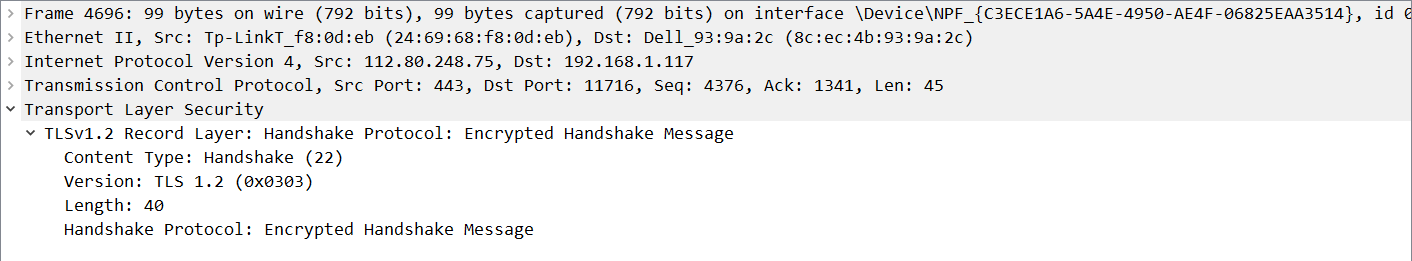 Frame 4696: 99 bytes on wire (792 bits), 99 bytes captured (792 bits) on interface \Device\NPF_{C3ECE1A6-5A4E-4950-AE4F-06825EAA3514}, id 0
Ethernet II, Src: Tp-LinkT_f8:0d:eb (24:69:68:f8:0d:eb), Dst: Dell_93:9a:2c (8c:ec:4b:93:9a:2c)
Internet Protocol Version 4, Src: 112.80.248.75, Dst: 192.168.1.117
Transmission Control Protocol, Src Port: 443, Dst Port: 11716, Seq: 4376, Ack: 1341, Len: 45
Transport Layer Security
TLSv1.2 Record Layer: Handshake Protocol: Encrypted Handshake Message
Content Type: Handshake (22)
Version: TLS 1.2 (0x0303)
Length: 40
Handshake Protocol: Encrypted Handshake Message